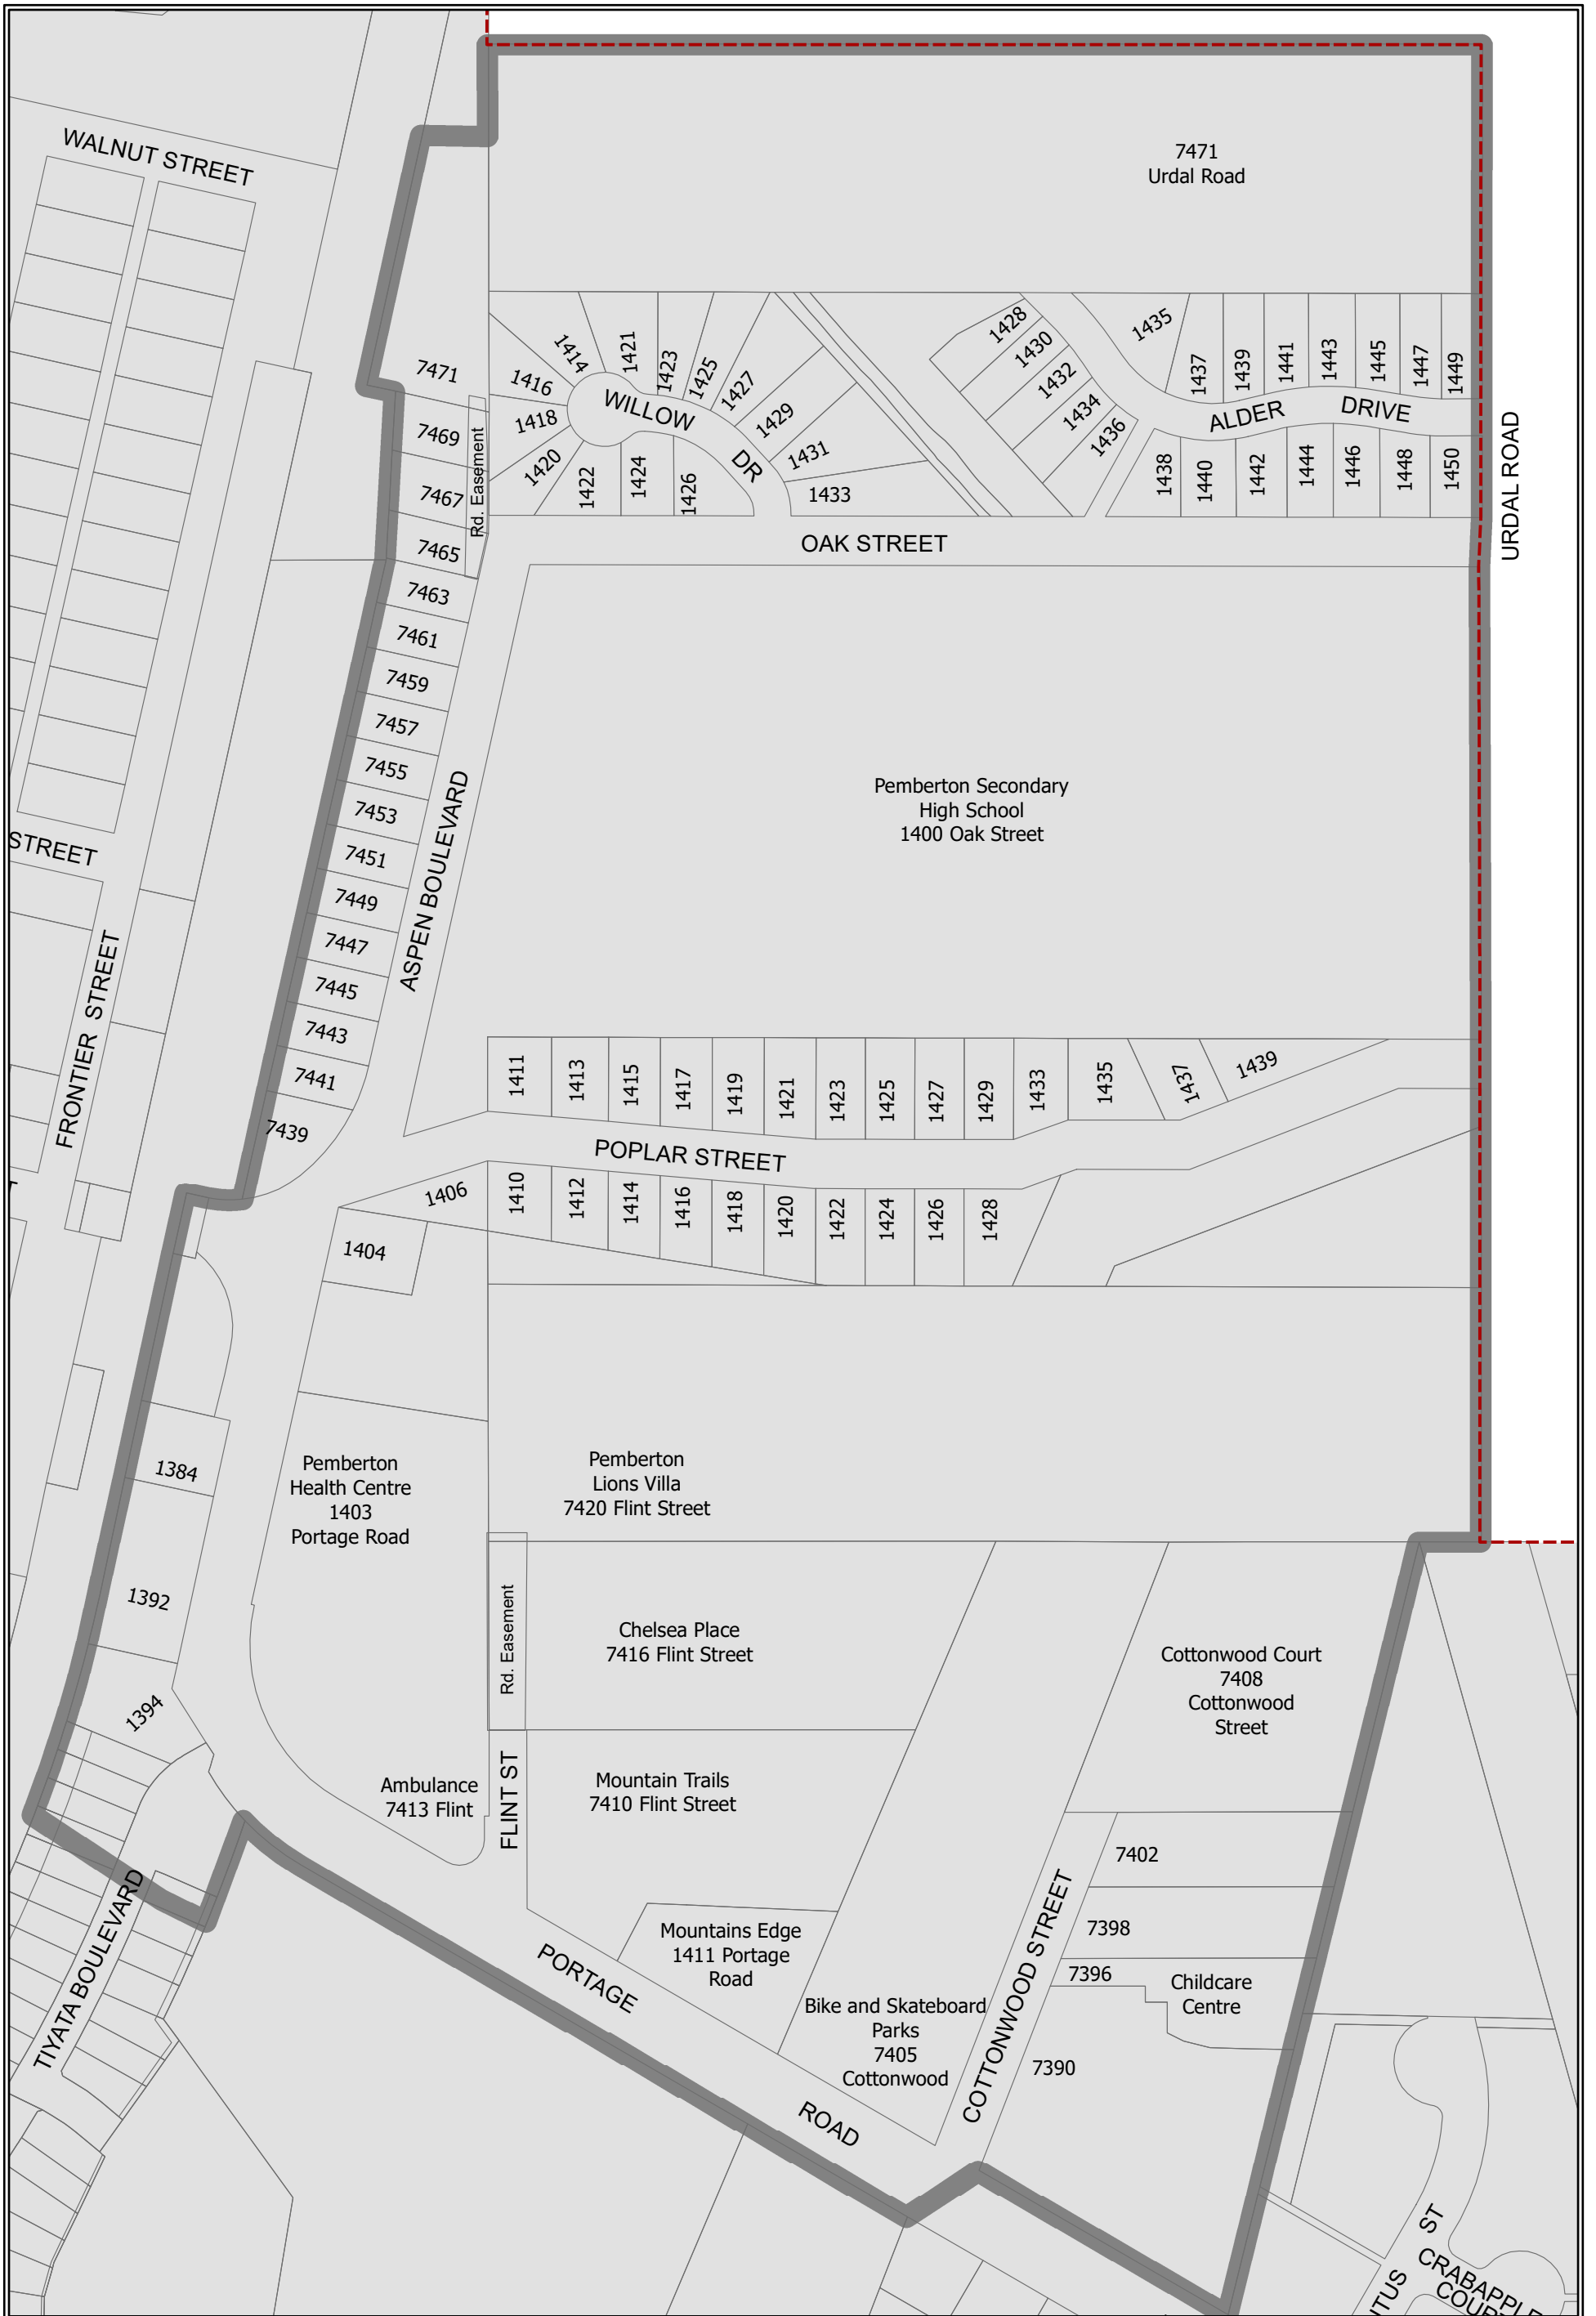 WALNUT STREET
7471
Urdal Road
1414
1421
1423
1425
1427
1416
1418
1420
1422
1424
1426
WILLOW
DR
1429
1431
1433
1428
1430
1432
1434
1436
1435
1437
1439
1441
1443
1445
1447
1449
ALDER DRIVE
1438
1440
1442
1444
1446
1448
1450
URDAL ROAD
7471
7469
7467
7465
Rd. Easement
OAK STREET
7463
7461
7459
7457
7455
7453
7451
7449
7447
7445
7443
7441
7439
ASPEN BOULEVARD
Pemberton Secondary
High School
1400 Oak Street
STREET
FRONTIER STREET
T
1411
1413
1415
1417
1419
1421
1423
1425
1427
1429
1433
1435
1437
1439
POPLAR STREET
1406
1410
1412
1414
1416
1418
1420
1422
1424
1426
1428
1404
1384
1392
1394
Pemberton
Health Centre
1403
Portage Road
Pemberton
Lions Villa
7420 Flint Street
Rd. Easement
Chelsea Place
7416 Flint Street
Cottonwood Court
7408
Cottonwood
Street
Ambulance
7413 Flint
FLINT ST
Mountain Trails
7410 Flint Street
7402
7398
7396
Childcare
Centre
7390
COTTONWOOD STREET
Mountains Edge
1411 Portage
Road
Bike and Skateboard
Parks
7405
Cottonwood
PORTAGE
ROAD
TIYATA BOULEVARD
ST
CRABAPPLE